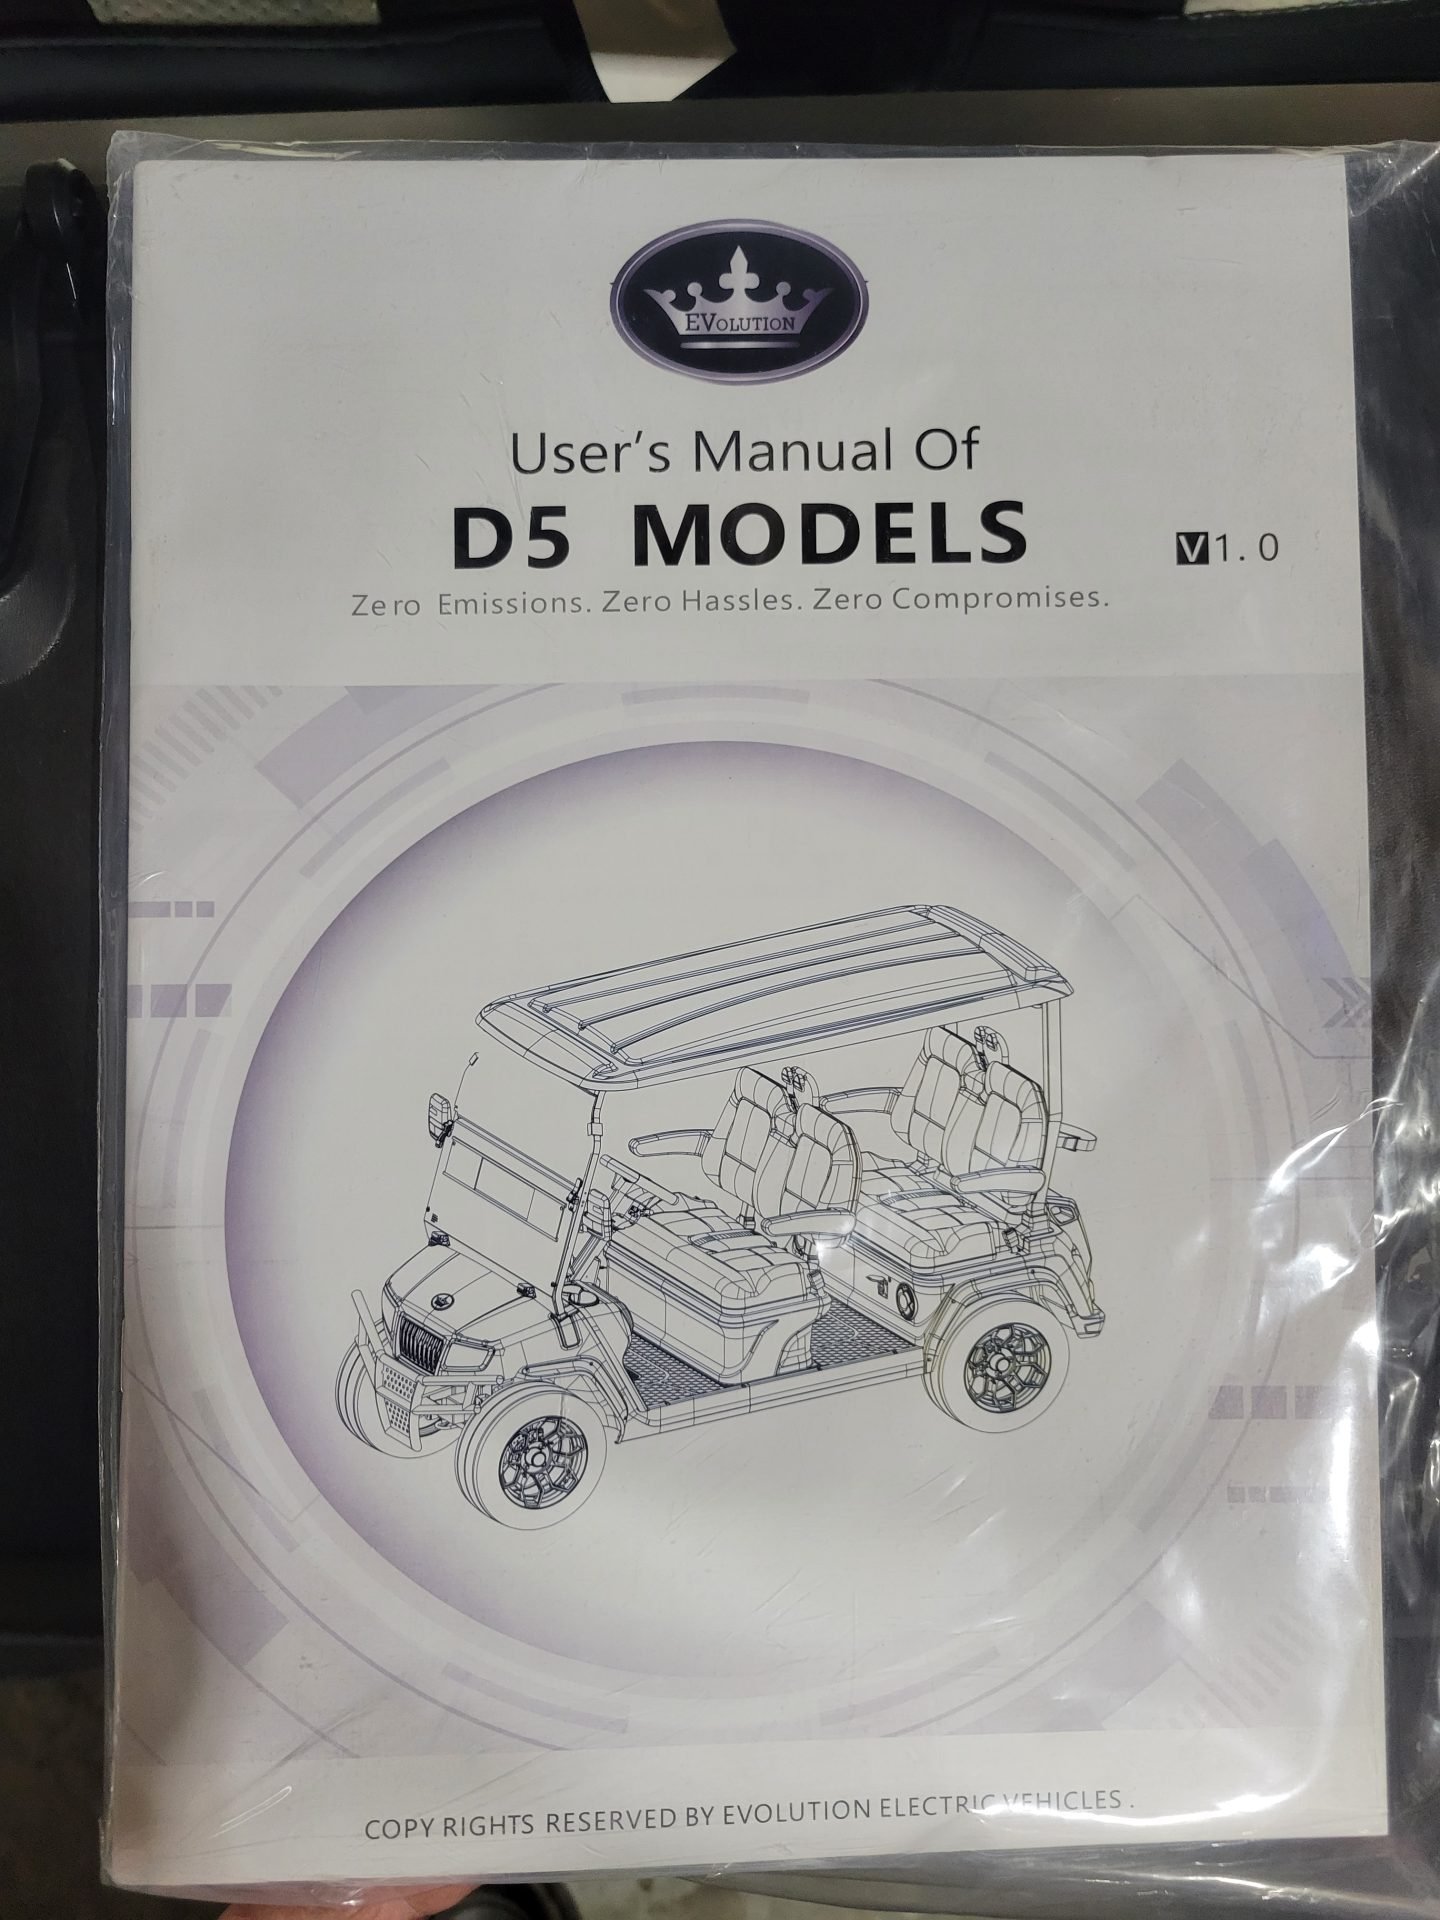 EVOLUTION
User's Manual Of
D5 MODELS
V1.0
Zero Emissions. Zero Hassles. Zero Compromises.
COPY RIGHTS RESERVED BY EVOLUTION ELECTRIC VEHICLES .